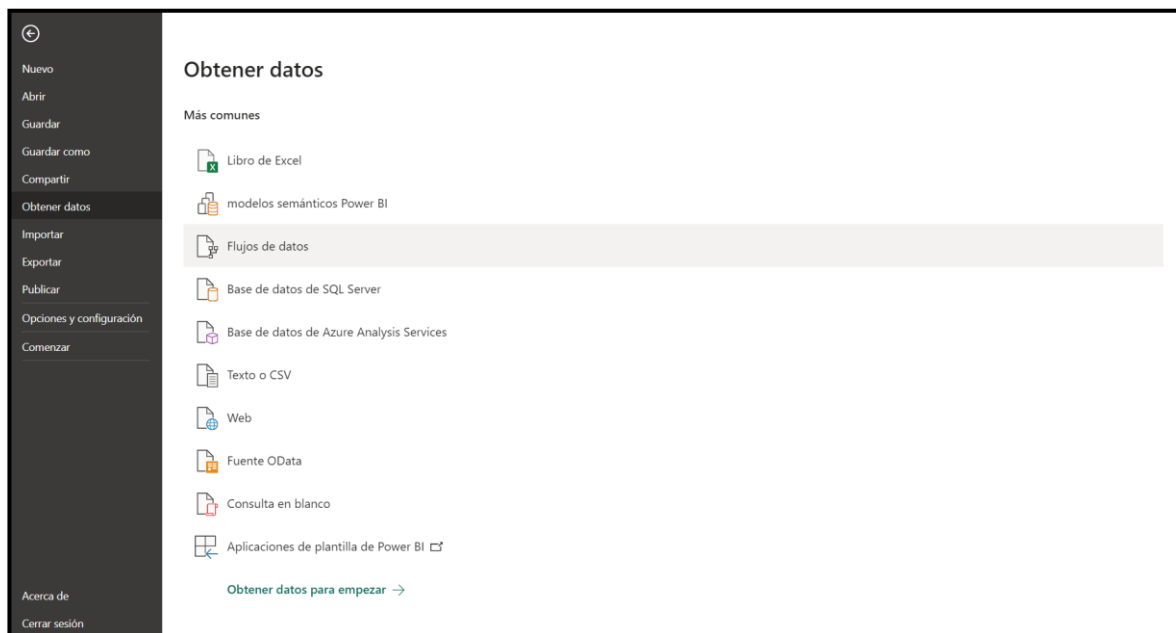 Nuevo
Abrir
Guardar
Guardar como
Compartir
Obtener datos
Importar
Exportar
Publicar
Opciones y configuración
Comenzar
Acerca de
Cerrar sesión
Obtener datos
Más comunes
Libro de Excel
modelos semánticos Power BI
Flujos de datos
Base de datos de SQL Server
Base de datos de Azure Analysis Services
Texto o CSV
Web
Fuente OData
Consulta en blanco
Aplicaciones de plantilla de Power BI
Obtener datos para empezar →